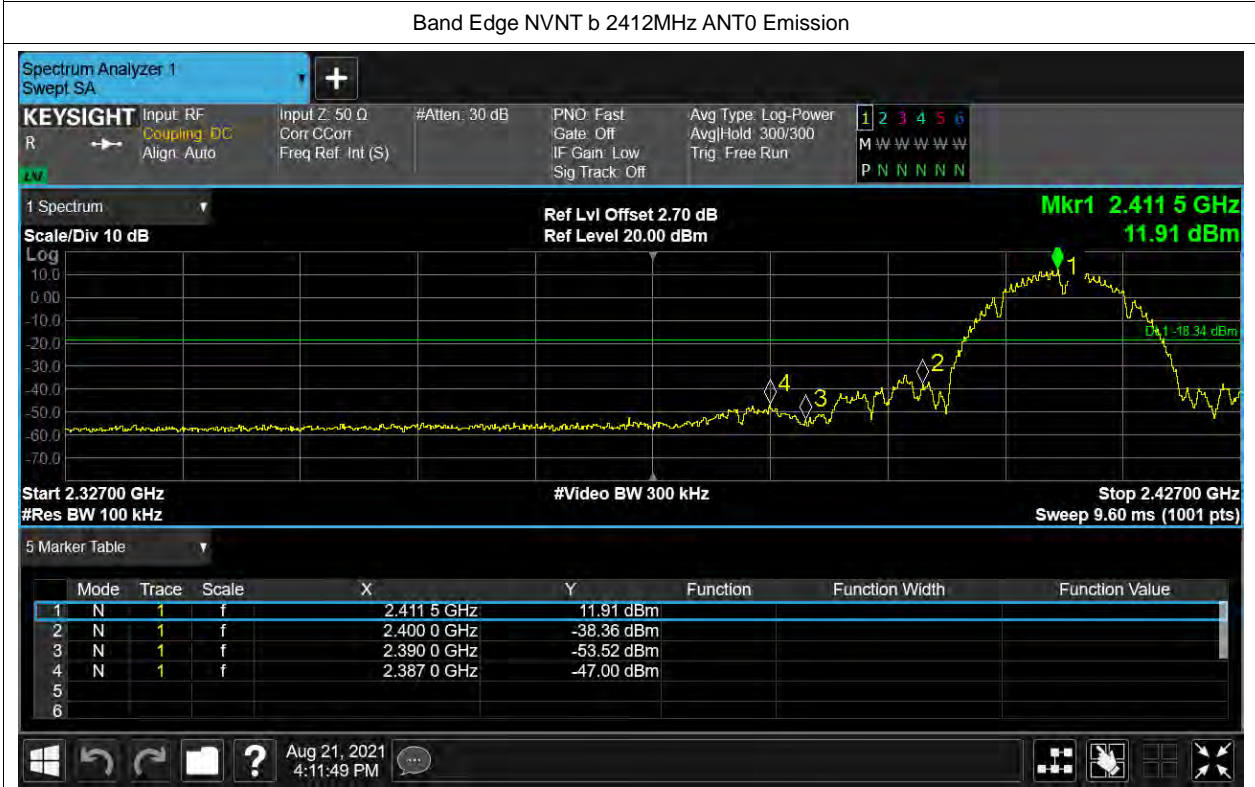 Band Edge NVNT b 2412MHz ANT0 Emission
Spectrum Analyzer 1
Swept SA
KEYSIGHT
R
Input: RF
Coupling: DC
Align: Auto
Input Z: 50 Ω
Corr CCorr
Freq Ref: Int (S)
#Atten: 30 dB
PNO: Fast
Gate: Off
IF Gain: Low
Sig Track: Off
Avg Type: Log-Power
Avg|Hold: 300/300
Trig: Free Run
1 2 3 4 5 6
M W W W W W
P N N N N N
1 Spectrum
Scale/Div 10 dB
Ref Lvl Offset 2.70 dB
Ref Level 20.00 dBm
Mkr1 2.411 5 GHz
11.91 dBm
Log
10.0
0.00
-10.0
-20.0
-30.0
-40.0
-50.0
-60.0
-70.0
1
DL1 -18.34 dBm
2
4
3
Start 2.32700 GHz
#Video BW 300 kHz
Stop 2.42700 GHz
#Res BW 100 kHz
Sweep 9.60 ms (1001 pts)
5 Marker Table
Mode Trace Scale X Y Function Function Width Function Value
1 N 1 f 2.411 5 GHz 11.91 dBm
2 N 1 f 2.400 0 GHz -38.36 dBm
3 N 1 f 2.390 0 GHz -53.52 dBm
4 N 1 f 2.387 0 GHz -47.00 dBm
5
6
?
Aug 21, 2021
4:11:49 PM